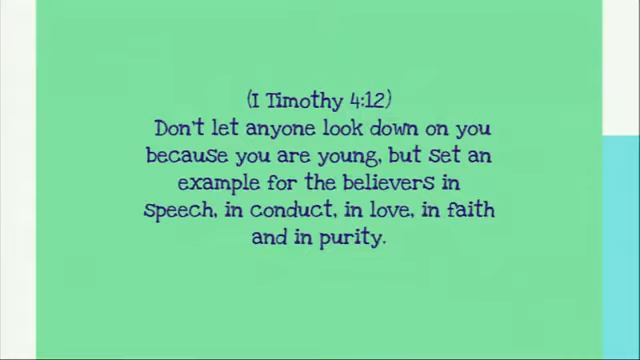 (I Timothy 4:12)
Don't let anyone look down on you
because you are young, but set an
example for the believers in
speech, in conduct, in love, in faith
and in purity.